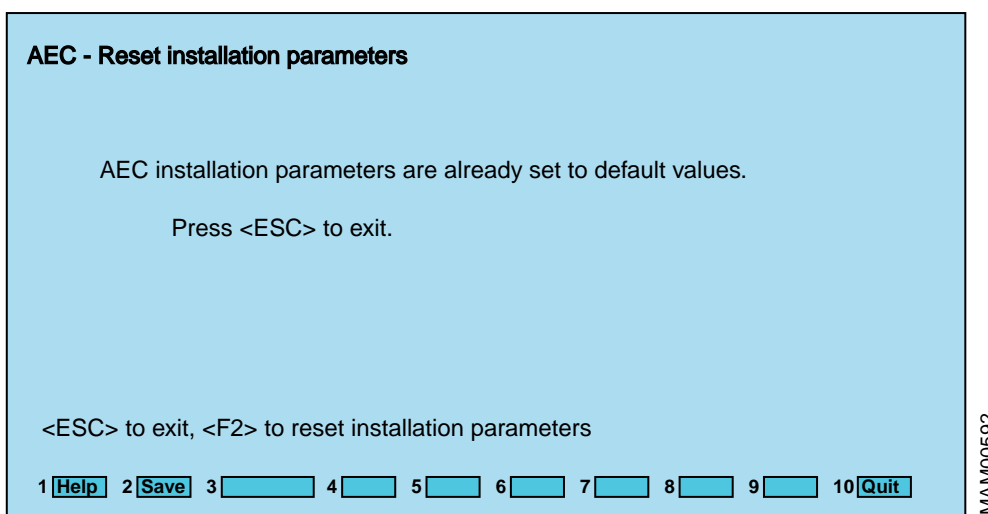 AEC - Reset installation parameters
AEC installation parameters are already set to default values.
Press <ESC> to exit.
<ESC> to exit, <F2> to reset installation parameters
1 Help 2 Save 3 4 5 6 7 8 9 10 Quit
MAM00592